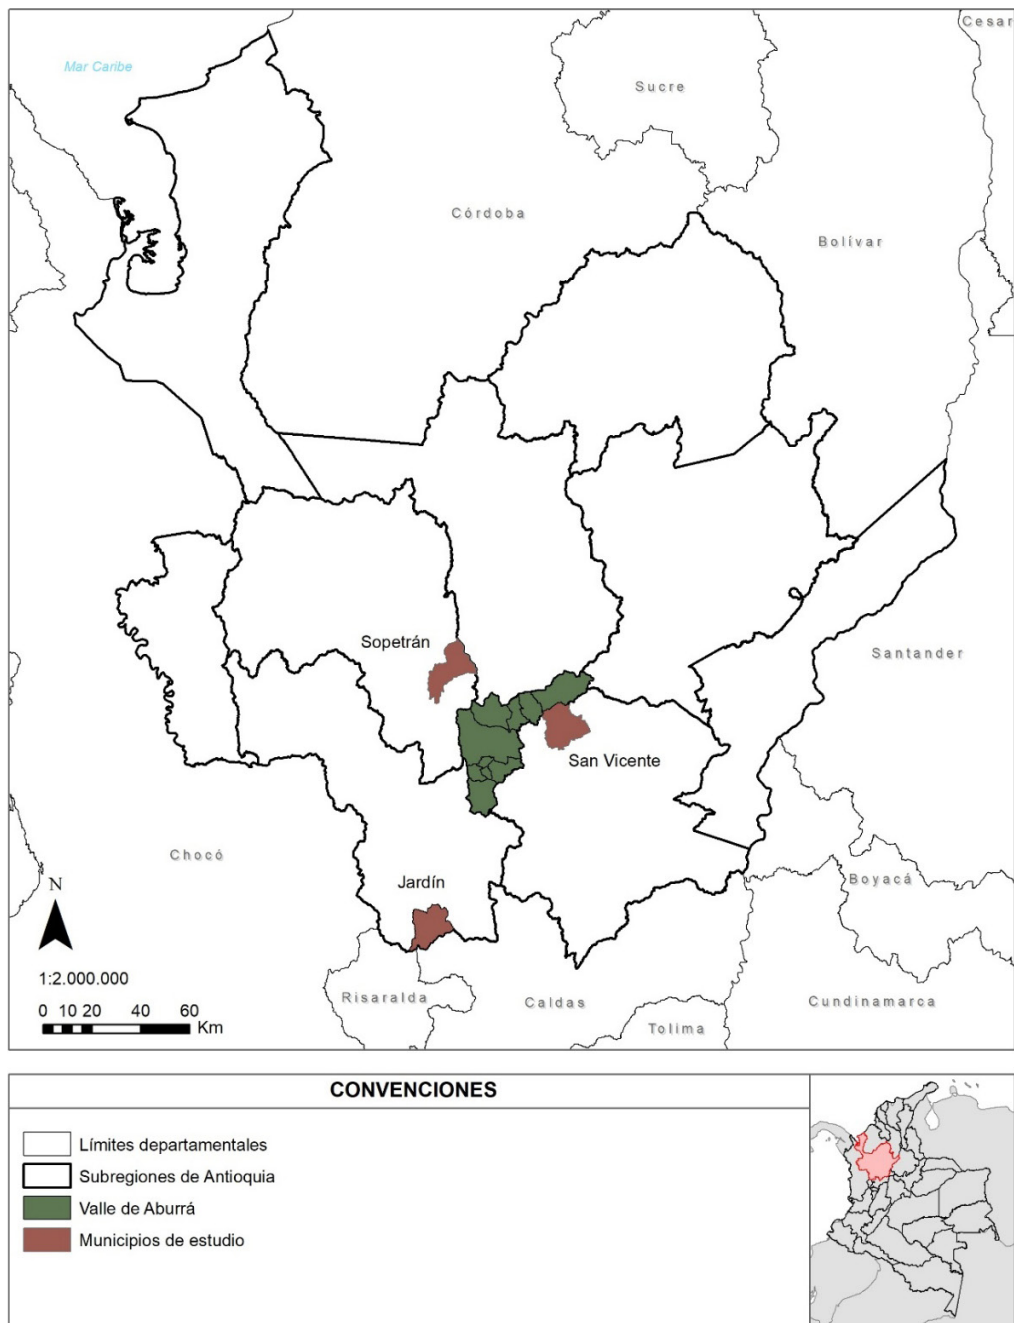 Cesar
Mar Caribe
Sucre
Córdoba
Bolívar
Sopetrán
Santander
San Vicente
Chocó
Jardín
Boyacá
N
1:2.000.000
Risaralda
Caldas
Cundinamarca
0 10 20 40 60
Km
Tolima
CONVENCIONES
Límites departamentales
Subregiones de Antioquia
Valle de Aburrá
Municipios de estudio